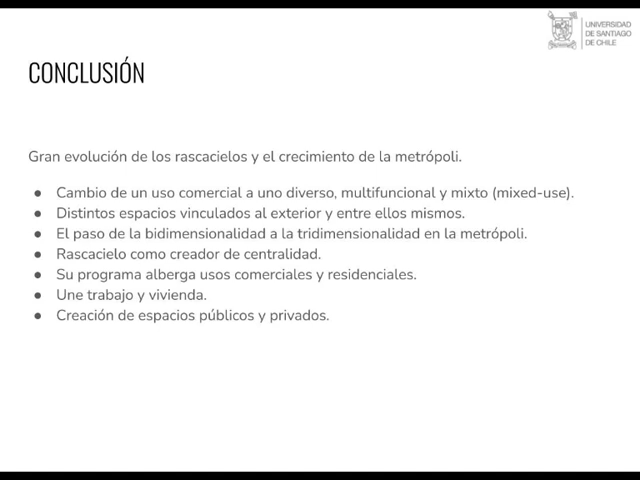 UNIVERSIDAD
DE SANTIAGO
DE CHILE
CONCLUSIÓN
Gran evolución de los rascacielos y el crecimiento de la metrópoli.
● Cambio de un uso comercial a uno diverso, multifuncional y mixto (mixed-use).
● Distintos espacios vinculados al exterior y entre ellos mismos.
● El paso de la bidimensionalidad a la tridimensionalidad en la metrópoli.
● Rascacielo como creador de centralidad.
● Su programa alberga usos comerciales y residenciales.
● Une trabajo y vivienda.
● Creación de espacios públicos y privados.